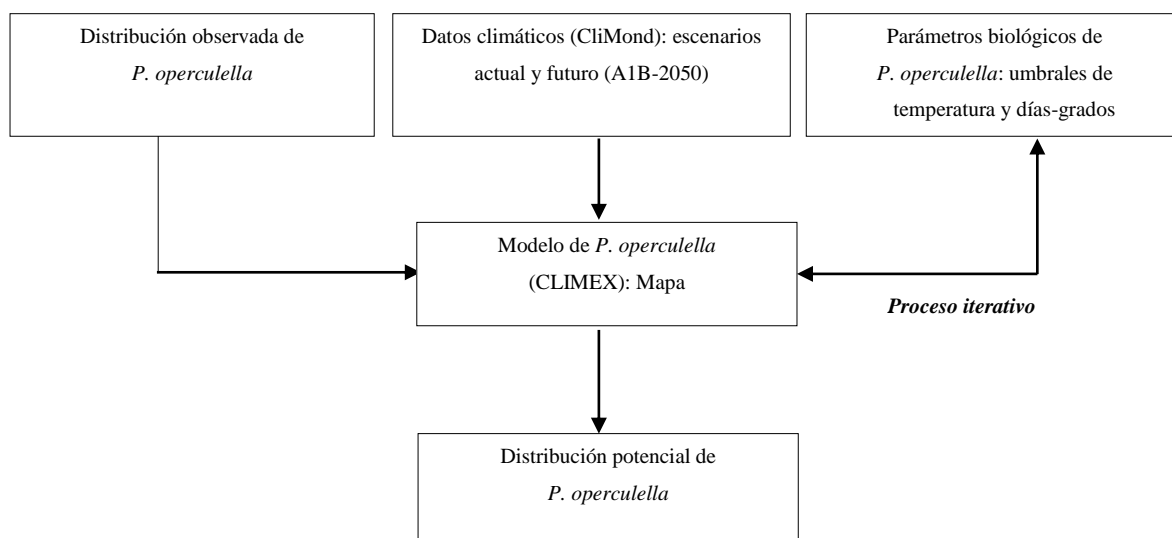 Distribución observada de
P. operculella
Datos climáticos (CliMond): escenarios
actual y futuro (A1B-2050)
Parámetros biológicos de
P. operculella: umbrales de
temperatura y días-grados
Modelo de P. operculella
(CLIMEX): Mapa
Proceso iterativo
Distribución potencial de
P. operculella